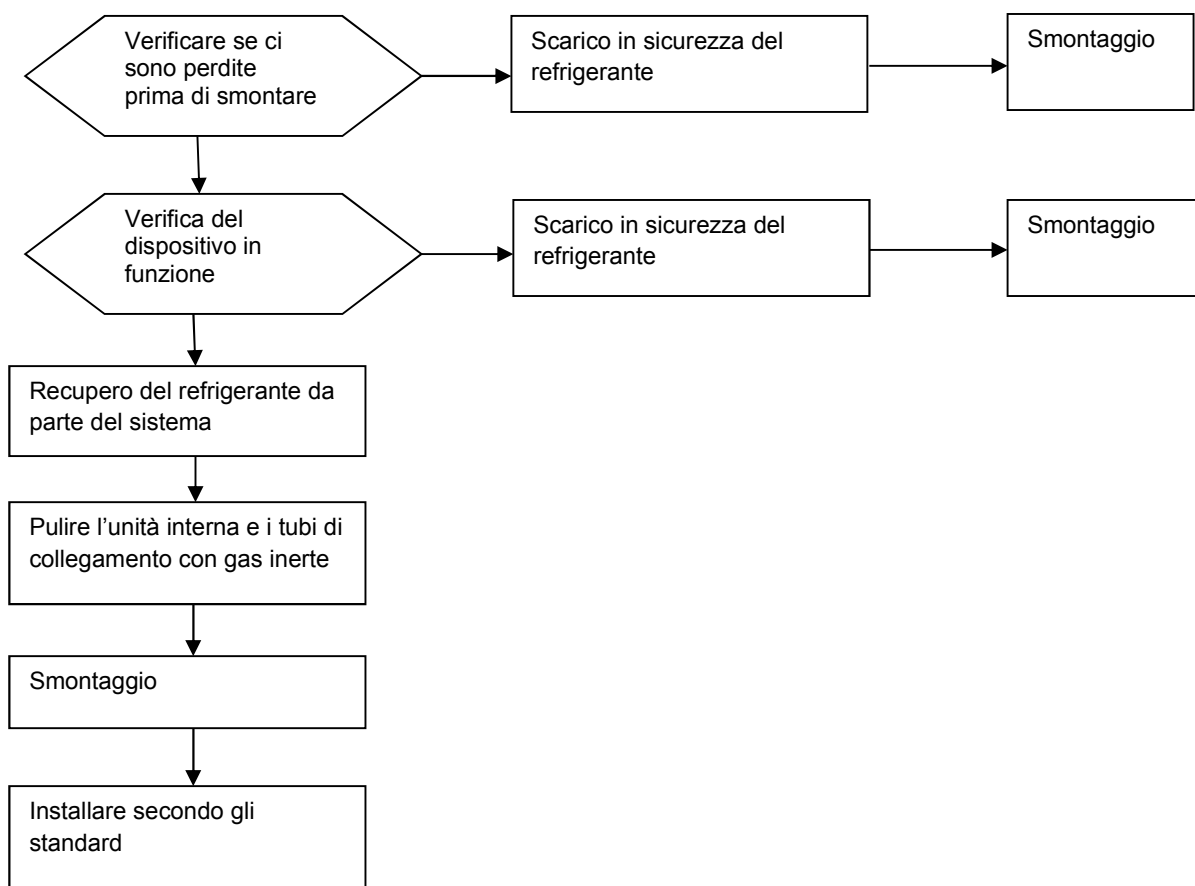 Verificare se ci
sono perdite
prima di smontare
Scarico in sicurezza del
refrigerante
Smontaggio
Verifica del
dispositivo in
funzione
Scarico in sicurezza del
refrigerante
Smontaggio
Recupero del refrigerante da
parte del sistema
Pulire l’unità interna e i tubi di
collegamento con gas inerte
Smontaggio
Installare secondo gli
standard